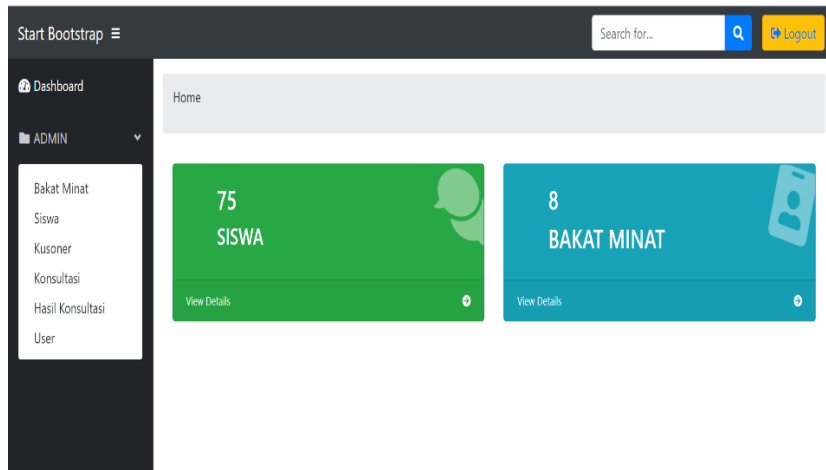 Start Bootstrap
Search for...
Logout
Dashboard
ADMIN
Bakat Minat
Siswa
Kusoner
Konsultasi
Hasil Konsultasi
User
Home
75
SISWA
View Details
8
BAKAT MINAT
View Details